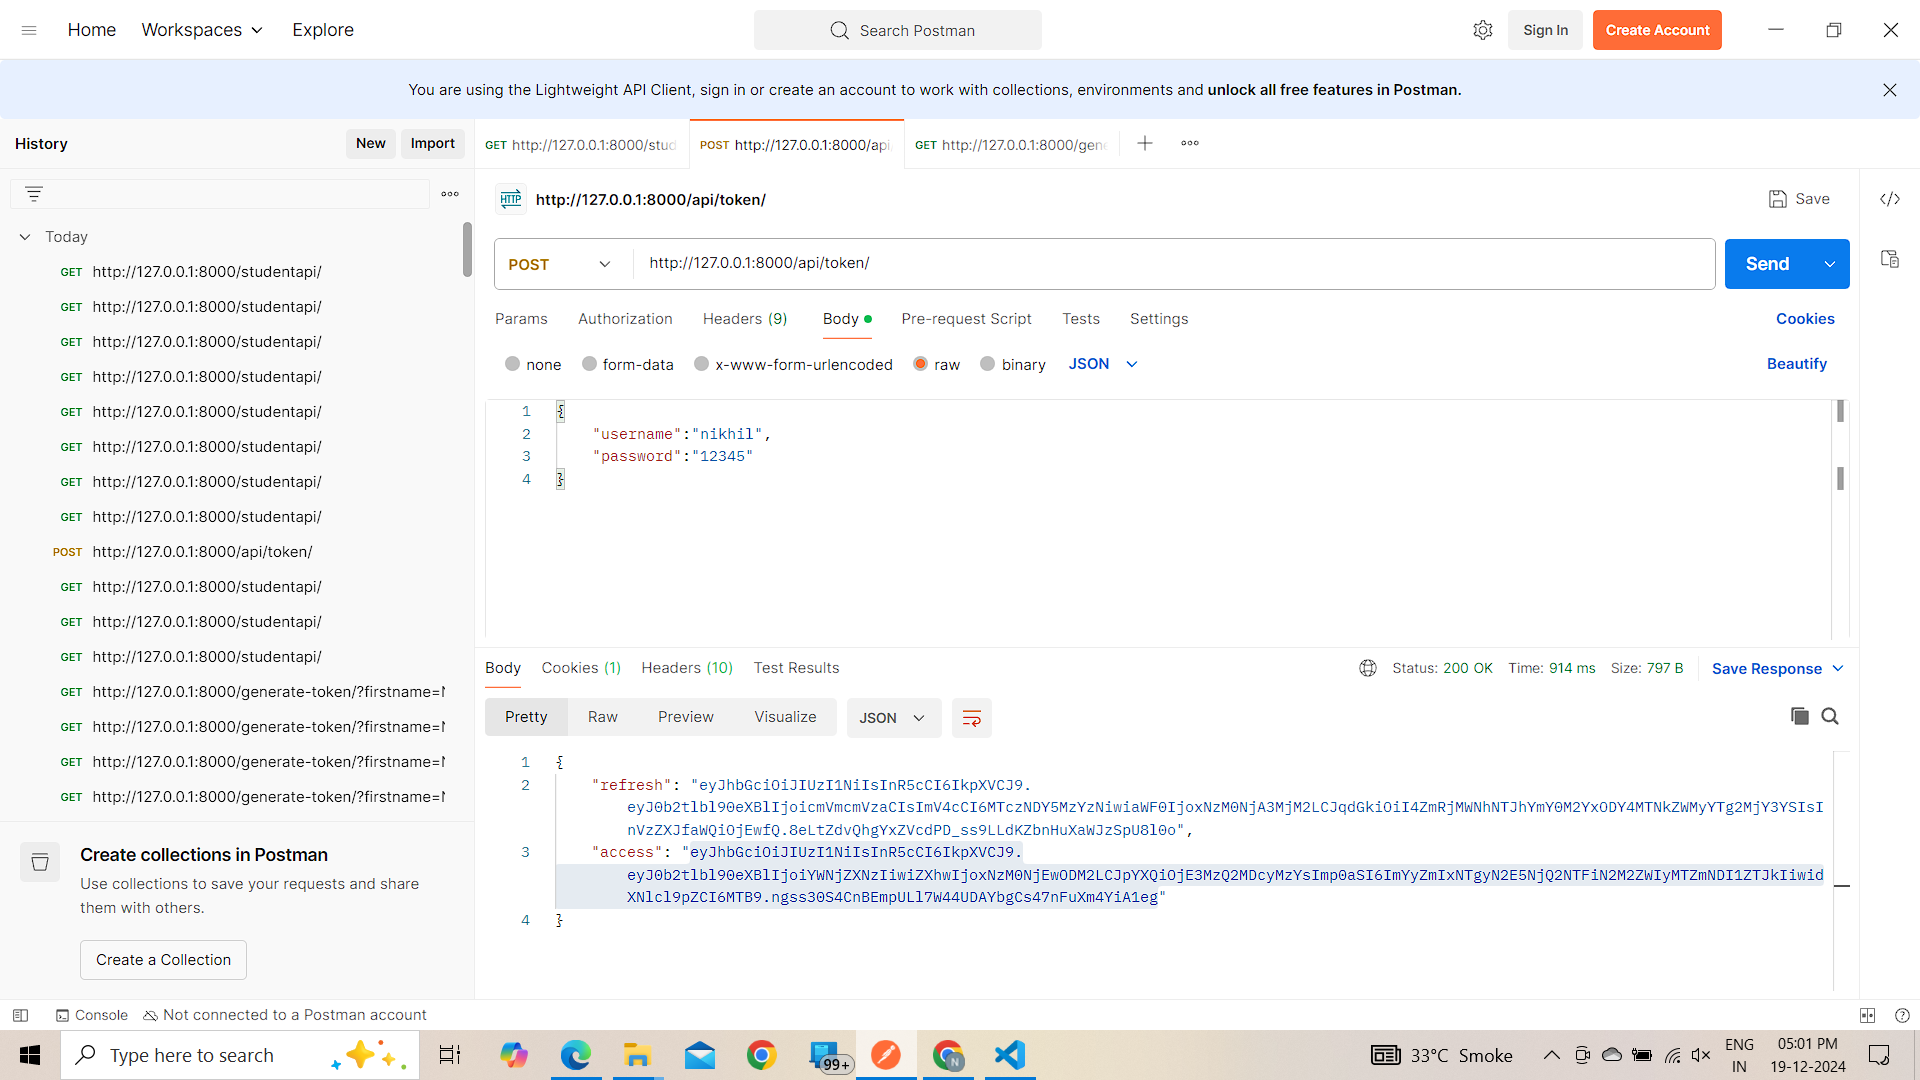 Home
Workspaces
Explore
Search Postman
Sign In
Create Account
You are using the Lightweight API Client, sign in or create an account to work with collections, environments and unlock all free features in Postman.
History
New
Import
GET http://127.0.0.1:8000/stud
POST http://127.0.0.1:8000/api
GET http://127.0.0.1:8000/gen
Today
GET http://127.0.0.1:8000/studentapi/
GET http://127.0.0.1:8000/studentapi/
GET http://127.0.0.1:8000/studentapi/
GET http://127.0.0.1:8000/studentapi/
GET http://127.0.0.1:8000/studentapi/
GET http://127.0.0.1:8000/studentapi/
GET http://127.0.0.1:8000/studentapi/
GET http://127.0.0.1:8000/studentapi/
POST http://127.0.0.1:8000/api/token/
GET http://127.0.0.1:8000/studentapi/
GET http://127.0.0.1:8000/studentapi/
GET http://127.0.0.1:8000/studentapi/
GET http://127.0.0.1:8000/generate-token/?firstname=
GET http://127.0.0.1:8000/generate-token/?firstname=
GET http://127.0.0.1:8000/generate-token/?firstname=
GET http://127.0.0.1:8000/generate-token/?firstname=
Create collections in Postman
Use collections to save your requests and share
them with others.
Create a Collection
HTTP http://127.0.0.1:8000/api/token/
Save
POST http://127.0.0.1:8000/api/token/
Send
Params Authorization Headers (9) Body Pre-request Script Tests Settings
Cookies
none form-data x-www-form-urlencoded raw binary JSON
Beautify
1 {
2 "username":"nikhil",
3 "password":"12345"
4 }
Body Cookies (1) Headers (10) Test Results
Status: 200 OK Time: 914 ms Size: 797 B Save Response
Pretty Raw Preview Visualize JSON
1 {
2 "refresh": "eyJhbGciOiJIUzI1NiIsInR5cCI6IkpXVCJ9.
eyJ0b2tlbl90eXBlIjoicmVmcmVzaCIsImV4cCI6MTczNDY5MzYzNiwiaWF0IjoxNzM0NjA3MjM2LCJqdGkiOiI4ZmRjMWNhNTJhYmY0M2YxODY4MTNkZWMyYTg2MjY3YSIsI
nVzZXJfaWQiOjEwfQ.8eLtZdvQhgYxZVcdPD_ss9LLdKZbnHuXaWJzSpU8l0o",
3 "access": "eyJhbGciOiJIUzI1NiIsInR5cCI6IkpXVCJ9.
eyJ0b2tlbl90eXBlIjoiYWNjZXNzIiwiZXhwIjoxNzM0NjEwODM2LCJpYXQiOjE3MzQ2MDcyMzYsImp0aSI6ImYyZmIxNTgyN2E5NjQ2NTFiN2M2ZWIyMTZmNDI1ZTJkIiwid
XNlcl9pZCI6MTB9.ngss30S4CnBEmpULl7W44UDAYbgCs47nFuXm4YiA1eg"
4 }
Console
Not connected to a Postman account
Type here to search
99+
N
33°C Smoke
ENG
IN
05:01 PM
19-12-2024